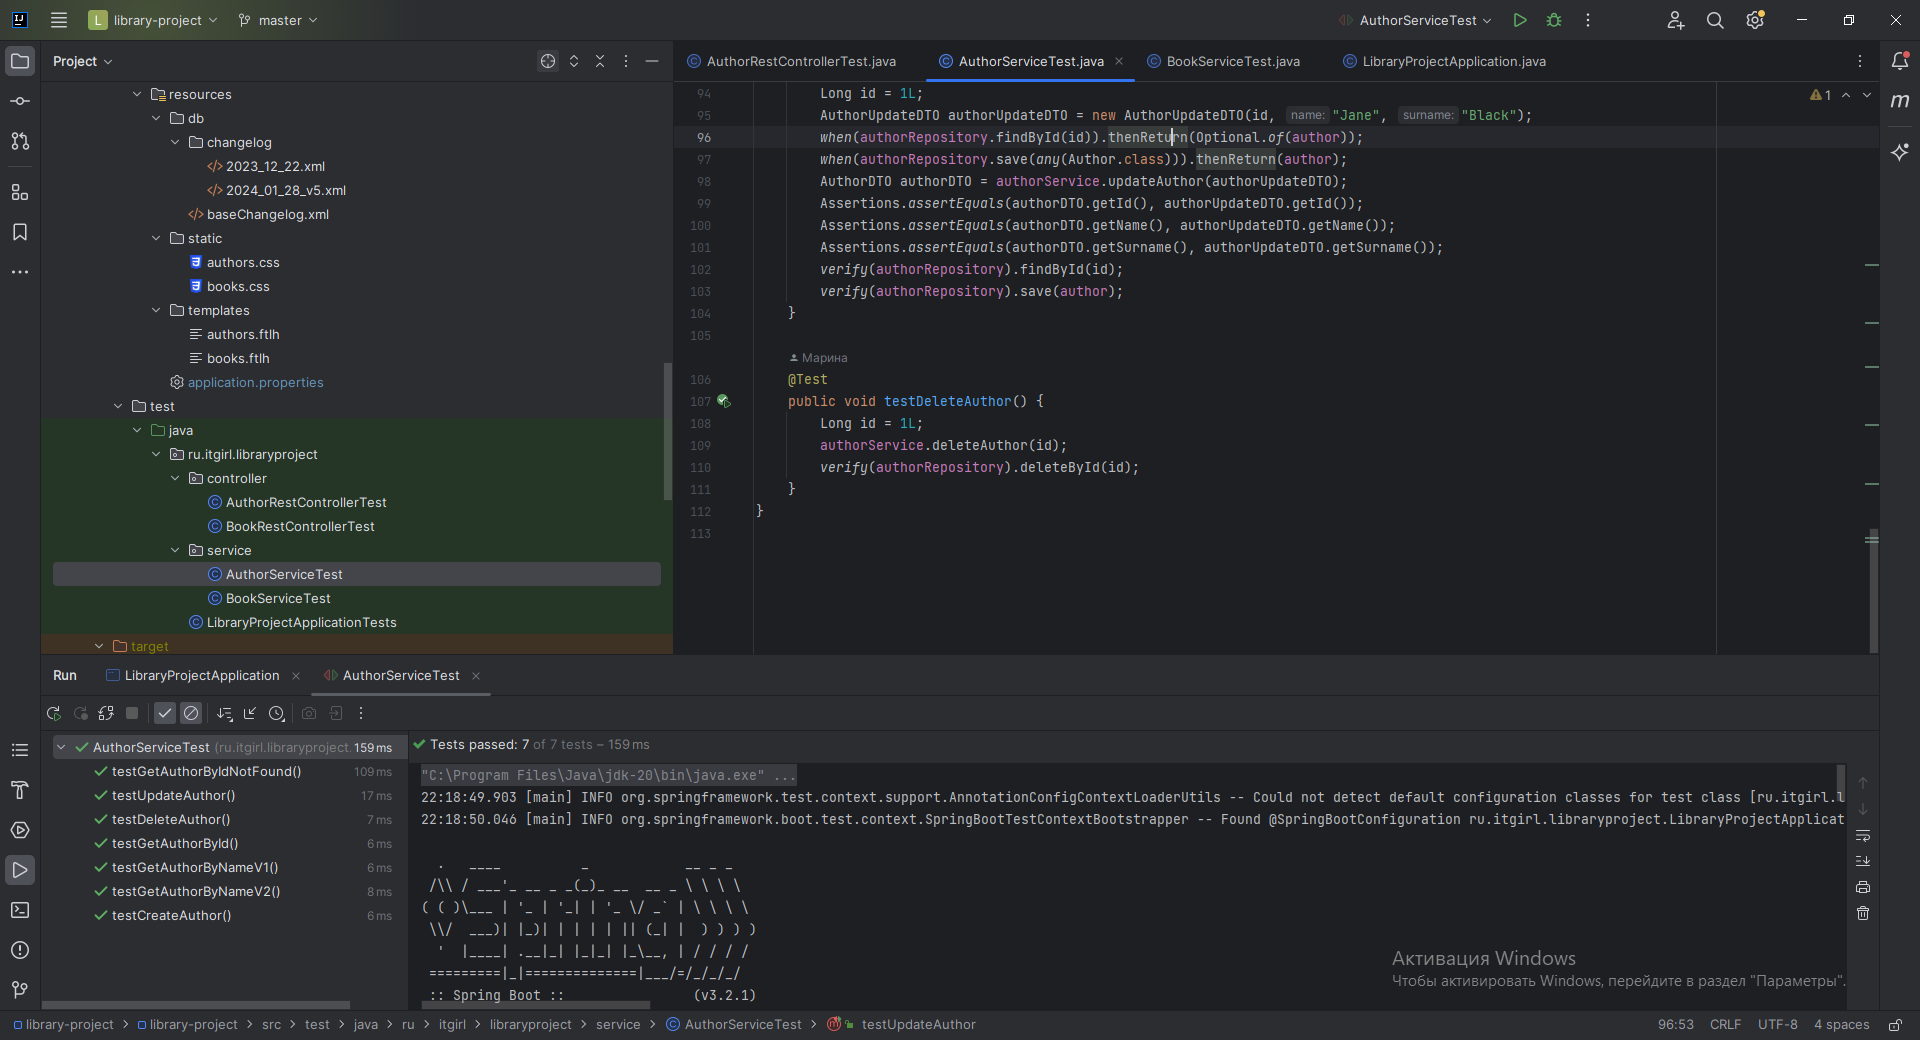 L library-project master AuthorServiceTest
Project
resources
db
changelog
2023_12_22.xml
2024_01_28_v5.xml
baseChangelog.xml
static
authors.css
books.css
templates
authors.ftlh
books.ftlh
application.properties
test
java
ru.itgirl.libraryproject
controller
AuthorRestControllerTest
BookRestControllerTest
service
AuthorServiceTest
BookServiceTest
LibraryProjectApplicationTests
target
AuthorRestControllerTest.java AuthorServiceTest.java BookServiceTest.java LibraryProjectApplication.java
1
94 Long id = 1L;
95 AuthorUpdateDTO authorUpdateDTO = new AuthorUpdateDTO(id, name: "Jane", surname: "Black");
96 when(authorRepository.findById(id)).thenReturn(Optional.of(author));
97 when(authorRepository.save(any(Author.class))).thenReturn(author);
98 AuthorDTO authorDTO = authorService.updateAuthor(authorUpdateDTO);
99 Assertions.assertEquals(authorDTO.getId(), authorUpdateDTO.getId());
100 Assertions.assertEquals(authorDTO.getName(), authorUpdateDTO.getName());
101 Assertions.assertEquals(authorDTO.getSurname(), authorUpdateDTO.getSurname());
102 verify(authorRepository).findById(id);
103 verify(authorRepository).save(author);
104 }
105
Марина
106 @Test
107 public void testDeleteAuthor() {
108 Long id = 1L;
109 authorService.deleteAuthor(id);
110 verify(authorRepository).deleteById(id);
111 }
112 }
113
Run LibraryProjectApplication AuthorServiceTest
AuthorServiceTest (ru.itgirl.libraryproject. 159 ms
testGetAuthorByIdNotFound() 109 ms
testUpdateAuthor() 17 ms
testDeleteAuthor() 7 ms
testGetAuthorById() 6 ms
testGetAuthorByNameV1() 6 ms
testGetAuthorByNameV2() 8 ms
testCreateAuthor() 6 ms
Tests passed: 7 of 7 tests – 159 ms
"C:\Program Files\Java\jdk-20\bin\java.exe" ...
22:18:49.903 [main] INFO org.springframework.test.context.support.AnnotationConfigContextLoaderUtils -- Could not detect default configuration classes for test class [ru.itgirl.l
22:18:50.046 [main] INFO org.springframework.boot.test.context.SpringBootTestContextBootstrapper -- Found @SpringBootConfiguration ru.itgirl.libraryproject.LibraryProjectApplicat
  .   ____          _            __ _ _
 /\\ / ___'_ __ _ _(_)_ __  __ _ \ \ \ \
( ( )\___ | '_ | '_| | '_ \/ _` | \ \ \ \
 \\/  ___)| |_)| | | | | || (_| |  ) ) ) )
  '  |____| .__|_| |_|_| |_\__, | / / / /
 =========|_|==============|___/=/_/_/_/
 :: Spring Boot ::                (v3.2.1)
Активация Windows
Чтобы активировать Windows, перейдите в раздел "Параметры".
library-project library-project src test java ru itgirl libraryproject service AuthorServiceTest testUpdateAuthor
96:53 CRLF UTF-8 4 spaces